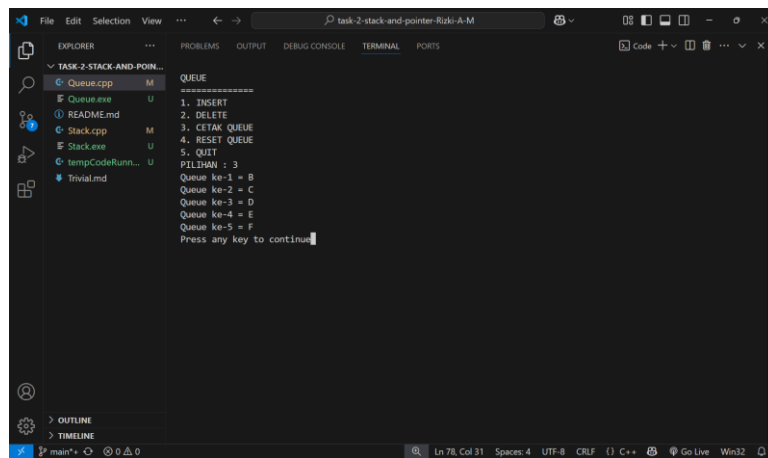 File Edit Selection View ··· task-2-stack-and-pointer-Rizki-A-M
EXPLORER ···
TASK-2-STACK-AND-POIN...
Queue.cpp M
Queue.exe U
README.md
Stack.cpp M
Stack.exe U
tempCodeRunn... U
Trivial.md
OUTLINE
TIMELINE
PROBLEMS OUTPUT DEBUG CONSOLE TERMINAL PORTS
Code
QUEUE
==============
1. INSERT
2. DELETE
3. CETAK QUEUE
4. RESET QUEUE
5. QUIT
PILIHAN : 3
Queue ke-1 = B
Queue ke-2 = C
Queue ke-3 = D
Queue ke-4 = E
Queue ke-5 = F
Press any key to continue
main*+ 0 0 Ln 78, Col 31 Spaces: 4 UTF-8 CRLF {} C++ Go Live Win32